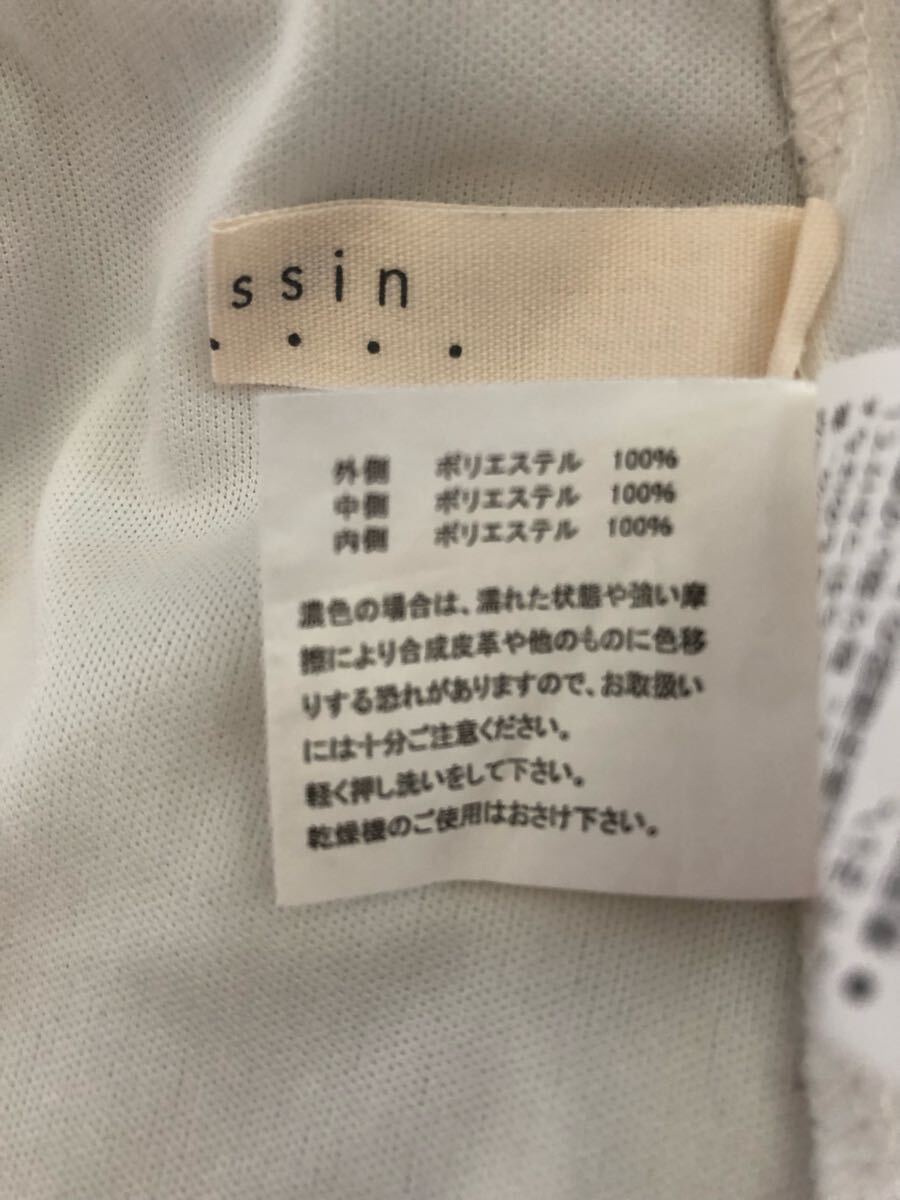 ssin
外側 ポリエステル 100%
中側 ポリエステル 100%
内側 ポリエステル 100%
濃色の場合は、濡れた状態や強い摩
擦により合成皮革や他のものに色移
りする恐れがありますので、お取扱い
には十分ご注意ください。
軽く押し洗いをして下さい。
乾燥機のご使用はおさけ下さい。